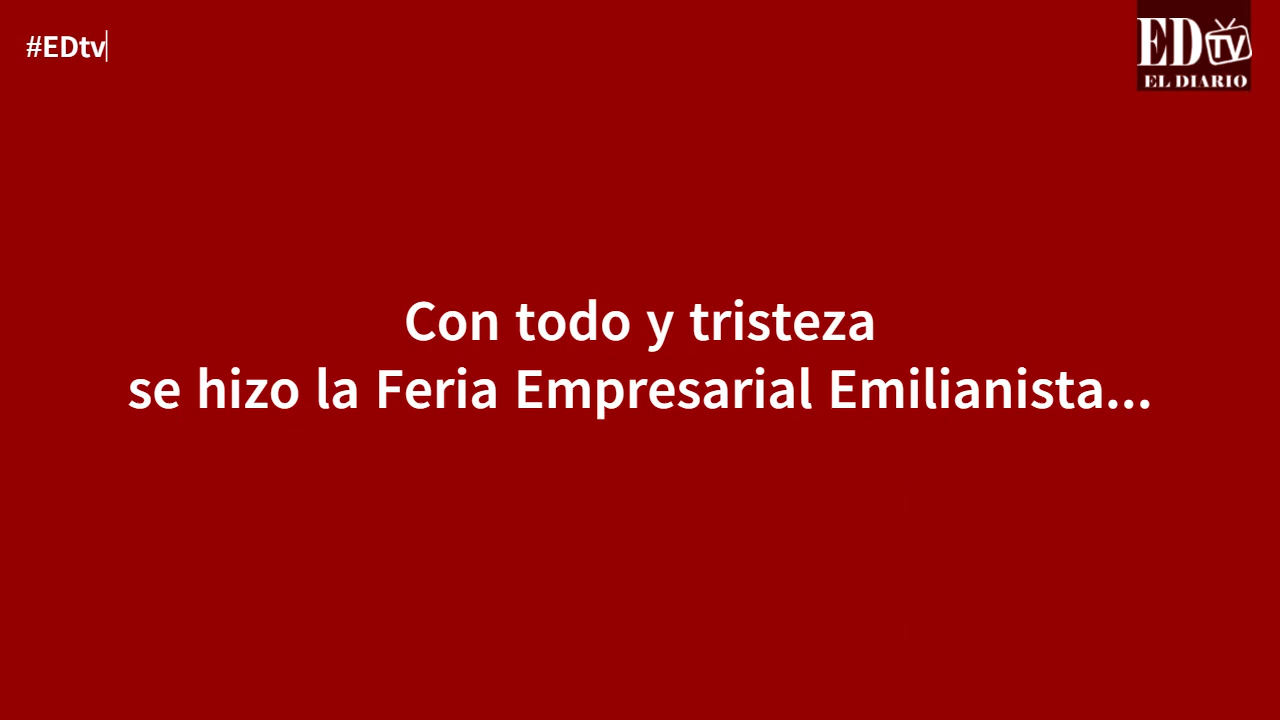 #EDtv
ED TV
EL DIARIO
Con todo y tristeza
se hizo la Feria Empresarial Emilianista...